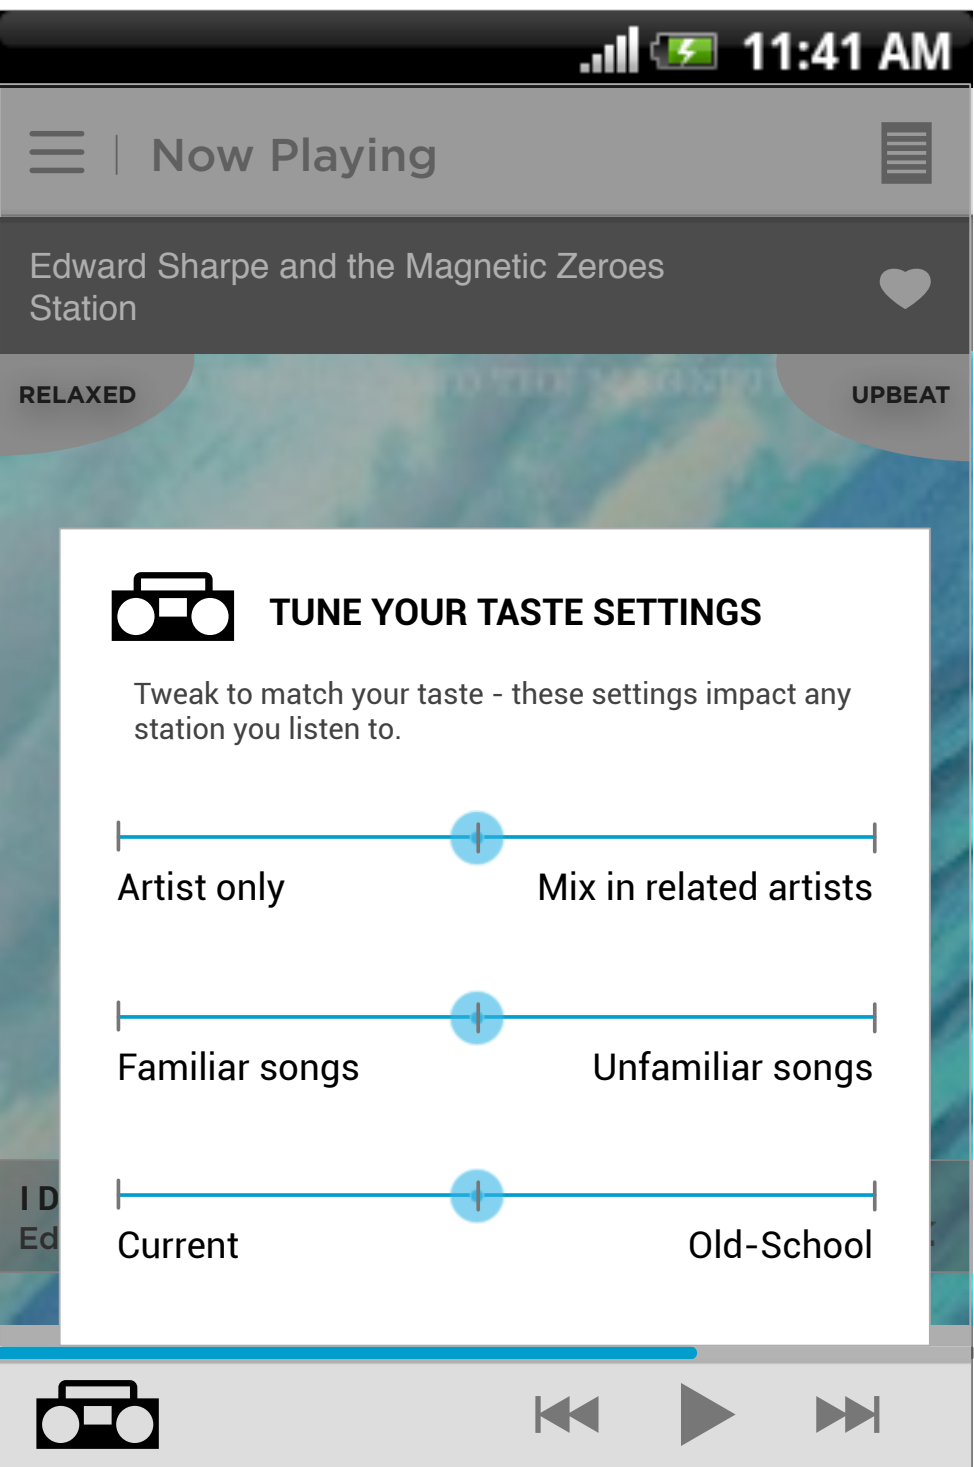 11:41 AM
Now Playing
Edward Sharpe and the Magnetic Zeroes
Station
RELAXED
UPBEAT
TUNE YOUR TASTE SETTINGS
Tweak to match your taste - these settings impact any
station you listen to.
Artist only
Mix in related artists
Familiar songs
Unfamiliar songs
I D
Ed
Current
Old-School